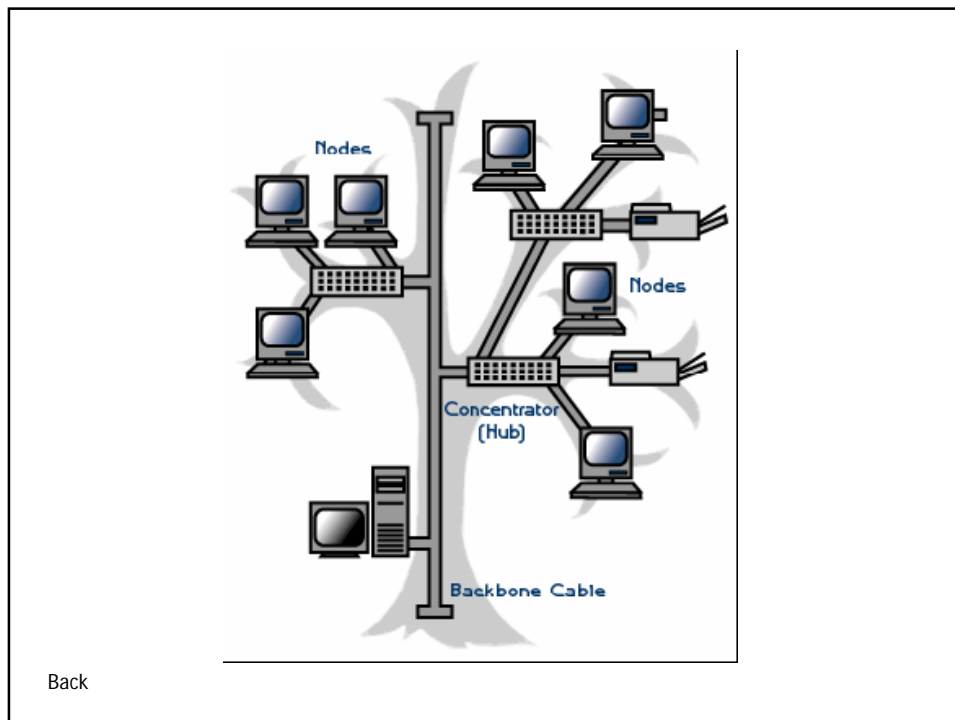 Nodes
Nodes
Concentrator
(Hub)
Backbone Cable
Back